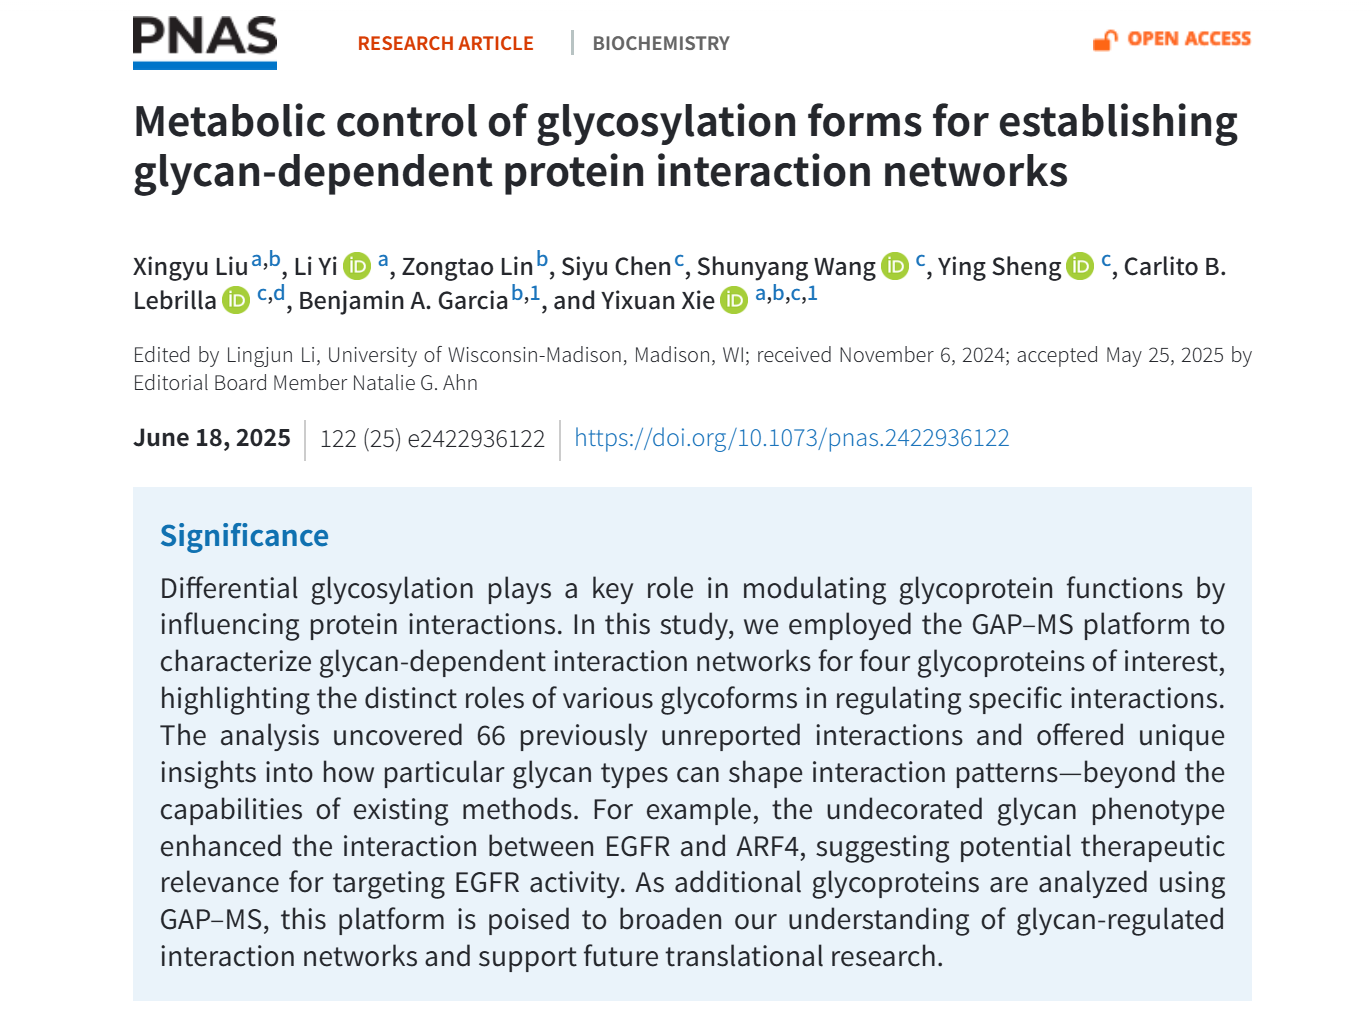 PNAS RESEARCH ARTICLE BIOCHEMISTRY OPEN ACCESS
Metabolic control of glycosylation forms for establishing
glycan-dependent protein interaction networks
Xingyu Liu a,b, Li Yi iD a, Zongtao Lin b, Siyu Chen c, Shunyang Wang iD c, Ying Sheng iD c, Carlito B.
Lebrilla iD c,d, Benjamin A. Garcia b,1, and Yixuan Xie iD a,b,c,1
Edited by Lingjun Li, University of Wisconsin-Madison, Madison, WI; received November 6, 2024; accepted May 25, 2025 by
Editorial Board Member Natalie G. Ahn
June 18, 2025 122 (25) e2422936122 https://doi.org/10.1073/pnas.2422936122
Significance
Differential glycosylation plays a key role in modulating glycoprotein functions by
influencing protein interactions. In this study, we employed the GAP–MS platform to
characterize glycan-dependent interaction networks for four glycoproteins of interest,
highlighting the distinct roles of various glycoforms in regulating specific interactions.
The analysis uncovered 66 previously unreported interactions and offered unique
insights into how particular glycan types can shape interaction patterns—beyond the
capabilities of existing methods. For example, the undecorated glycan phenotype
enhanced the interaction between EGFR and ARF4, suggesting potential therapeutic
relevance for targeting EGFR activity. As additional glycoproteins are analyzed using
GAP–MS, this platform is poised to broaden our understanding of glycan-regulated
interaction networks and support future translational research.